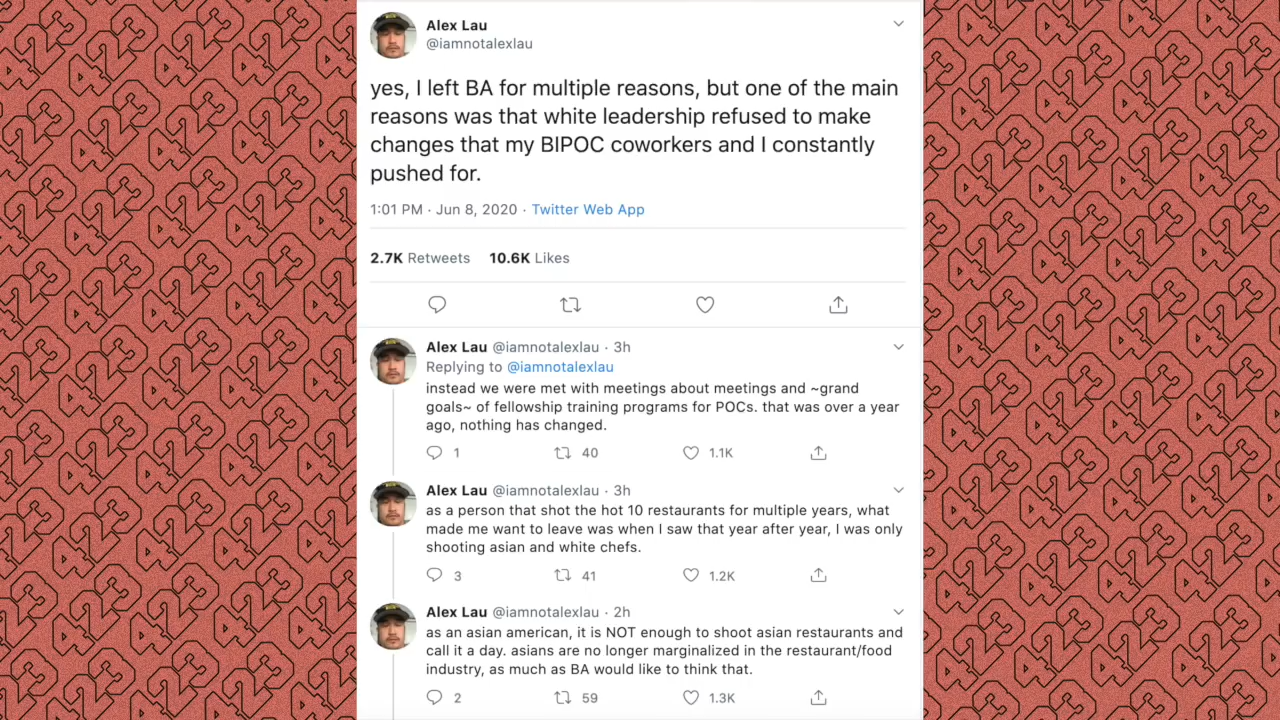 Alex Lau
@iamnotalexlau
yes, I left BA for multiple reasons, but one of the main
reasons was that white leadership refused to make
changes that my BIPOC coworkers and I constantly
pushed for.
1:01 PM · Jun 8, 2020 · Twitter Web App
2.7K Retweets 10.6K Likes
Alex Lau @iamnotalexlau · 3h
Replying to @iamnotalexlau
instead we were met with meetings about meetings and ~grand
goals~ of fellowship training programs for POCs. that was over a year
ago, nothing has changed.
1 40 1.1K
Alex Lau @iamnotalexlau · 3h
as a person that shot the hot 10 restaurants for multiple years, what
made me want to leave was when I saw that year after year, I was only
shooting asian and white chefs.
3 41 1.2K
Alex Lau @iamnotalexlau · 2h
as an asian american, it is NOT enough to shoot asian restaurants and
call it a day. asians are no longer marginalized in the restaurant/food
industry, as much as BA would like to think that.
2 59 1.3K